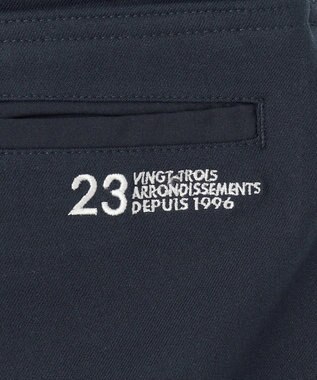 23 VINGT-TROIS
ARRONDISSEMENTS
DEPUIS 1996